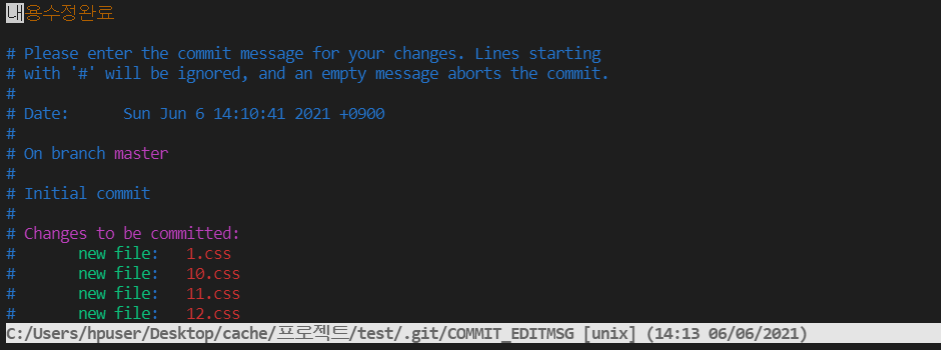 내용수정완료
# Please enter the commit message for your changes. Lines starting
# with '#' will be ignored, and an empty message aborts the commit.
#
# Date:      Sun Jun 6 14:10:41 2021 +0900
#
# On branch master
#
# Initial commit
#
# Changes to be committed:
#       new file:   1.css
#       new file:   10.css
#       new file:   11.css
#       new file:   12.css
C:/Users/hpuser/Desktop/cache/프로젝트/test/.git/COMMIT_EDITMSG [unix] (14:13 06/06/2021)